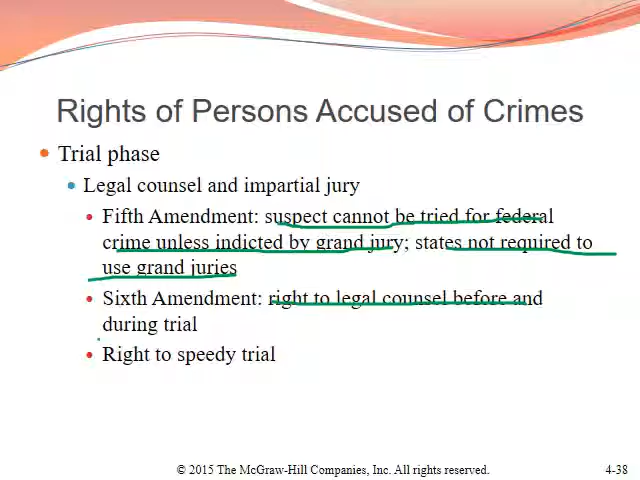 Rights of Persons Accused of Crimes
• Trial phase
• Legal counsel and impartial jury
• Fifth Amendment: suspect cannot be tried for federal
crime unless indicted by grand jury; states not required to
use grand juries
• Sixth Amendment: right to legal counsel before and
during trial
• Right to speedy trial
© 2015 The McGraw-Hill Companies, Inc. All rights reserved.
4-38